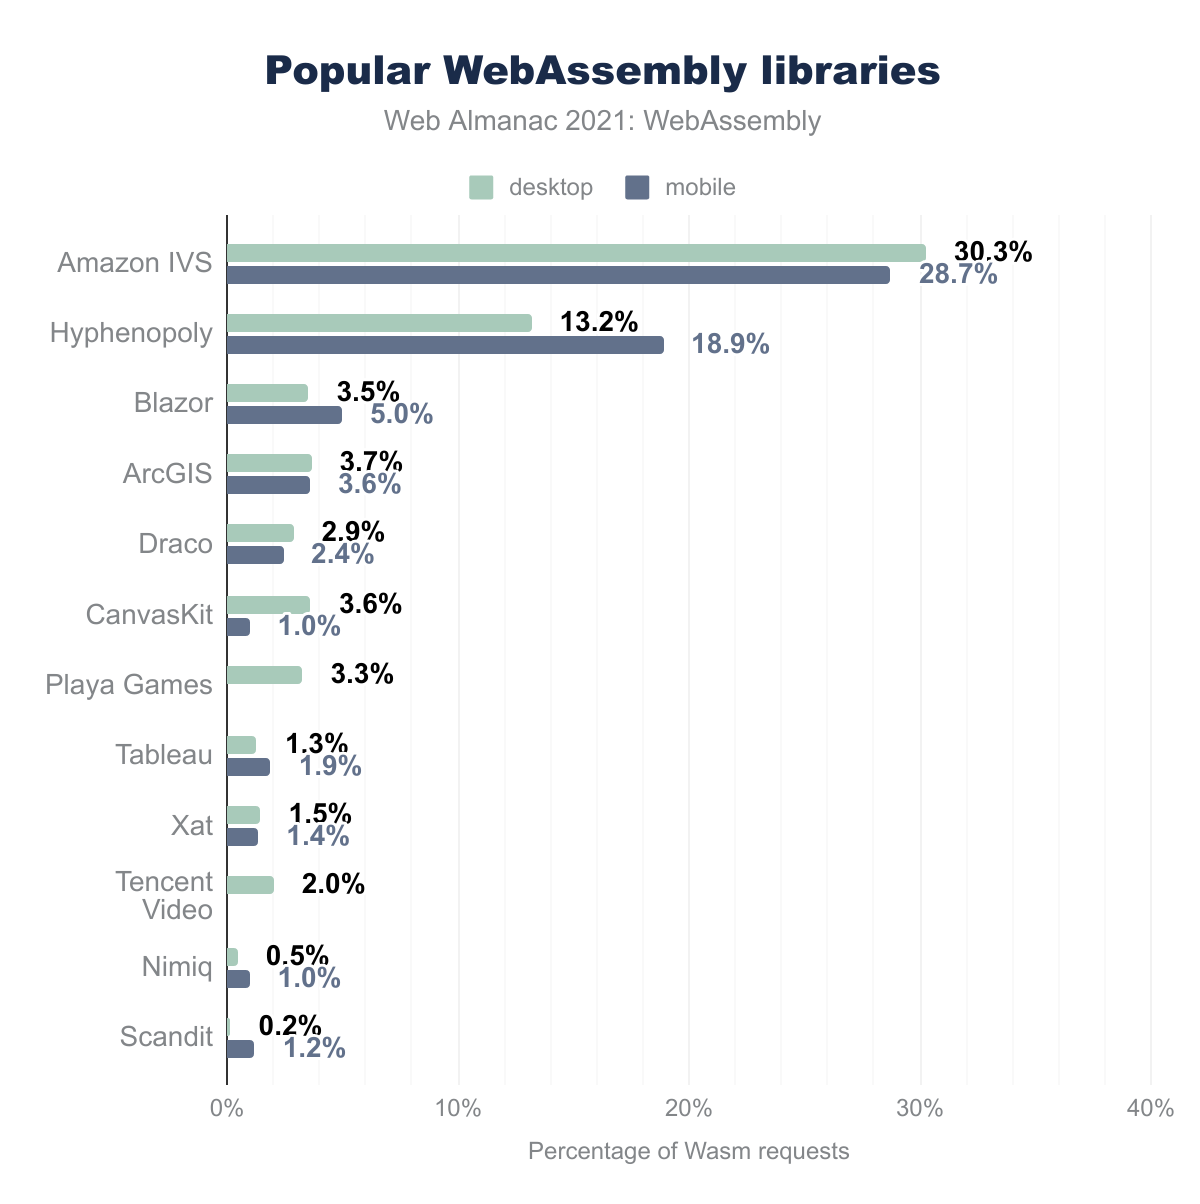 Popular WebAssembly libraries
Web Almanac 2021: WebAssembly
desktop mobile
Amazon IVS 30.3%
28.7%
Hyphenopoly 13.2%
18.9%
Blazor 3.5%
5.0%
ArcGIS 3.7%
3.6%
Draco 2.9%
2.4%
CanvasKit 3.6%
1.0%
Playa Games 3.3%
Tableau 1.3%
1.9%
Xat 1.5%
1.4%
Tencent 2.0%
Video
Nimiq 0.5%
1.0%
Scandit 0.2%
1.2%
0% 10% 20% 30% 40%
Percentage of Wasm requests